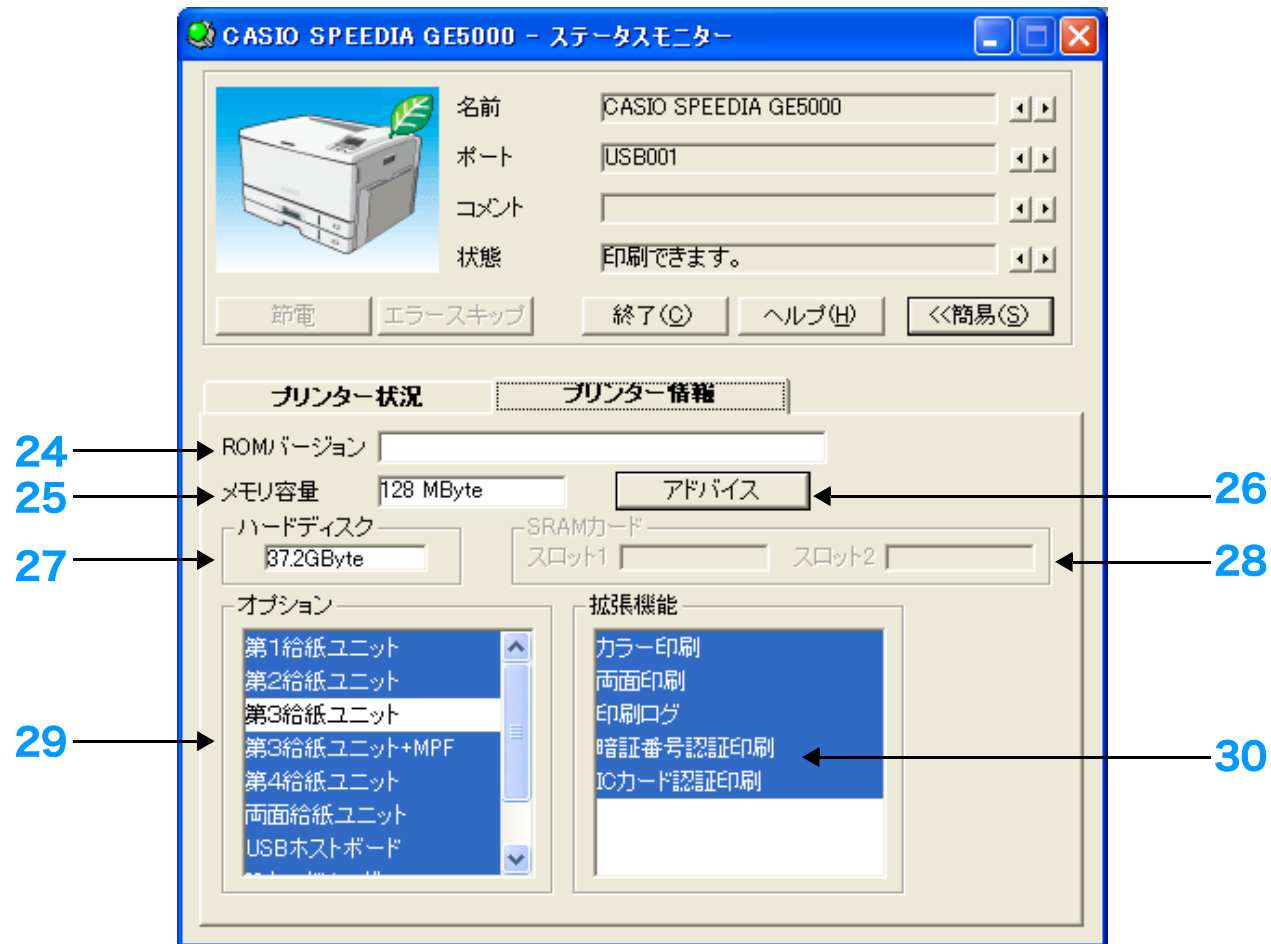 CASIO SPEEDIA GE5000 - ステータスモニター
名前 CASIO SPEEDIA GE5000
ポート USB001
コメント
状態 印刷できます。
節電 エラースキップ 終了(C) ヘルプ(H) <<簡易(S)
プリンター状況 プリンター情報
24 ROMバージョン
25 メモリ容量 128 MByte アドバイス 26
ハードディスク SRAMカード
27 37.2GByte スロット1 スロット2 28
オプション 拡張機能
第1給紙ユニット カラー印刷
第2給紙ユニット 両面印刷
第3給紙ユニット 印刷ログ
29 第3給紙ユニット+MPF 暗証番号認証印刷 30
第4給紙ユニット ICカード認証印刷
両面給紙ユニット
USBホストボード